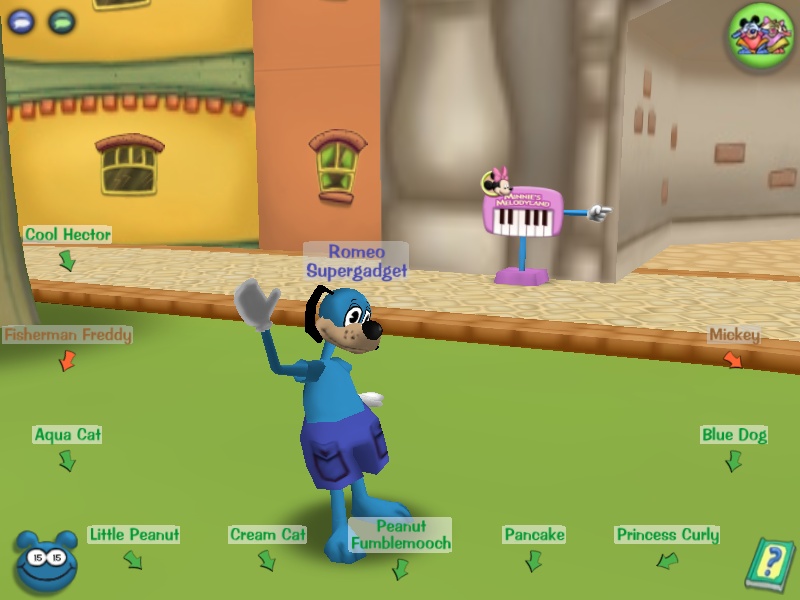 MINNIE'S
MELODYLAND
Cool Hector
Romeo
Supergadget
Fisherman Freddy
Mickey
Aqua Cat
Blue Dog
Little Peanut
Cream Cat
Peanut
Fumblemooch
Pancake
Princess Curly
15 15
?